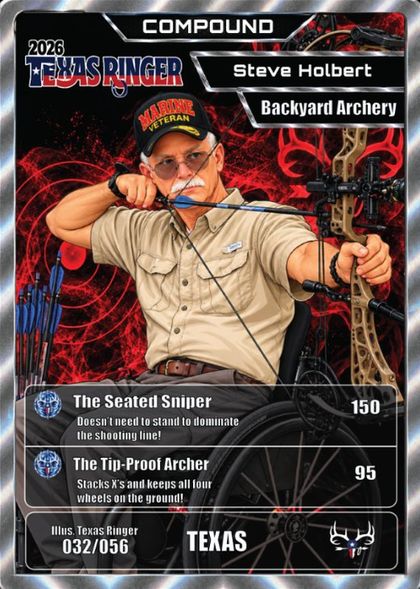 COMPOUND
2026
TEXAS RINGER
Steve Holbert
Backyard Archery
MARINE
VETERAN
The Seated Sniper
150
Doesn't need to stand to dominate
the shooting line!
The Tip-Proof Archer
95
Stacks X's and keeps all four
wheels on the ground!
Illus. Texas Ringer
032/056
TEXAS